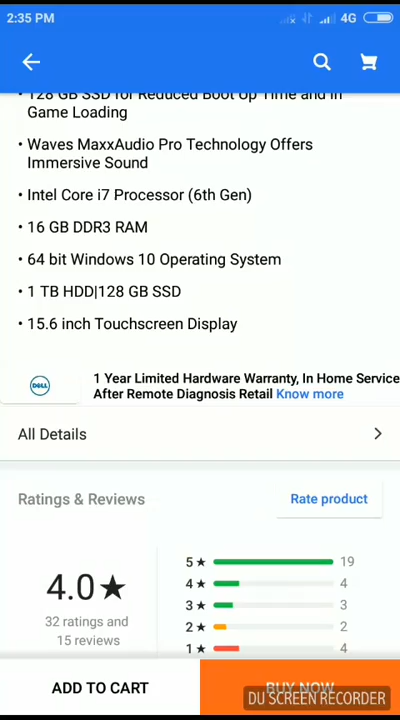 2:35 PM 4G
• 128 GB SSD for Reduced Boot Up Time and In
Game Loading
• Waves MaxxAudio Pro Technology Offers
Immersive Sound
• Intel Core i7 Processor (6th Gen)
• 16 GB DDR3 RAM
• 64 bit Windows 10 Operating System
• 1 TB HDD|128 GB SSD
• 15.6 inch Touchscreen Display
DELL
1 Year Limited Hardware Warranty, In Home Service
After Remote Diagnosis Retail Know more
All Details
Ratings & Reviews
Rate product
4.0★
32 ratings and
15 reviews
5★ 19
4★ 4
3★ 3
2★ 2
1★ 4
ADD TO CART
BUY NOW
DU SCREEN RECORDER